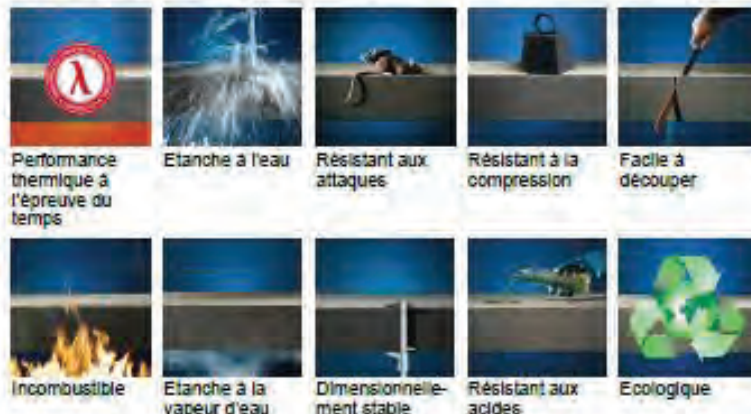 λ
Performance
thermique à
l'épreuve du
temps
Etanche à l'eau
Résistant aux
attaques
Résistant à la
compression
Facile à
découper
Incombustible
Etanche à la
vapeur d'eau
Dimensionnelle-
ment stable
Résistant aux
acides
Ecologique